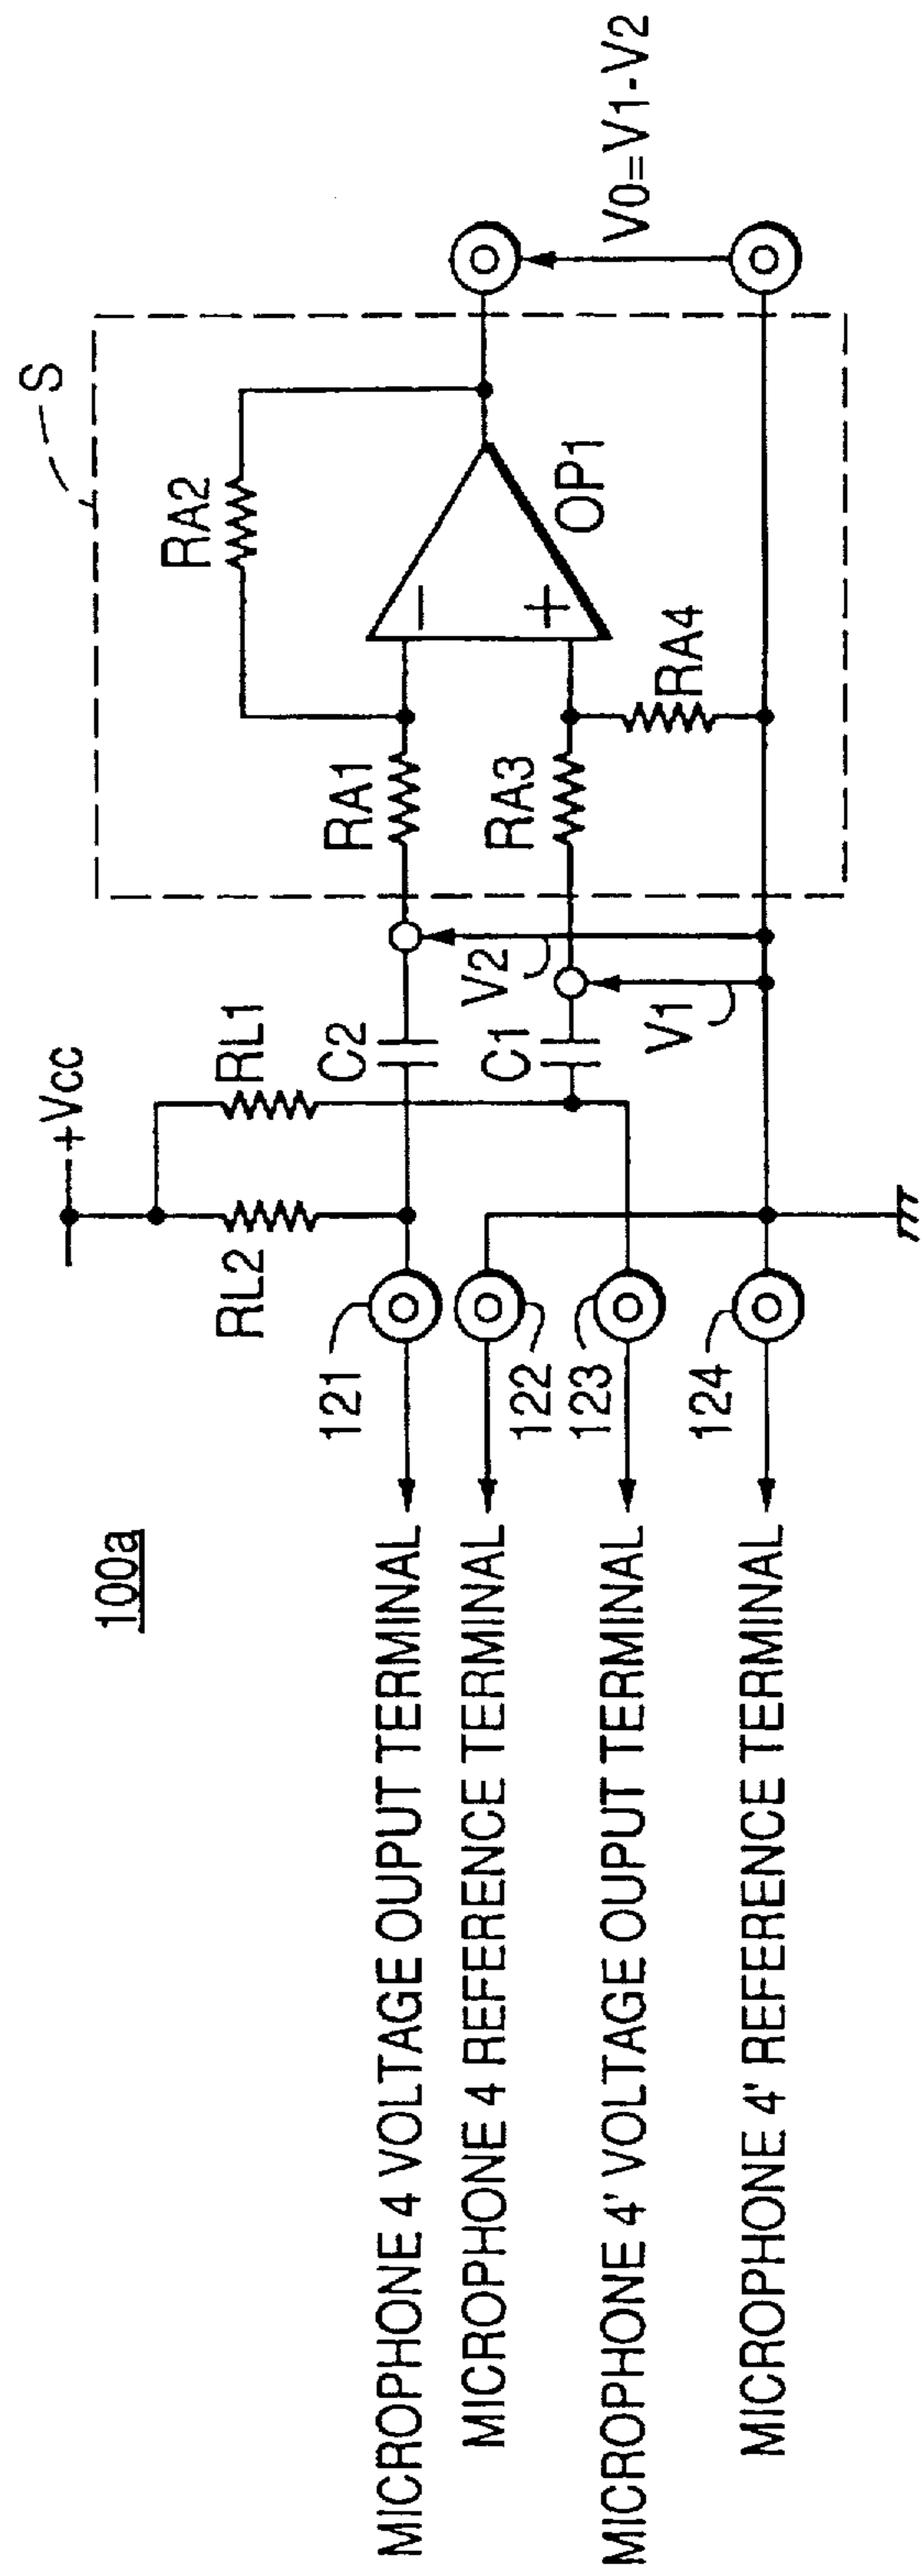 100a
+Vcc
RL2
RL1
C2
C1
V2
V1
S
RA1
RA2
RA3
RA4
−
+
OP1
V0=V1-V2
121
122
123
124
MICROPHONE 4 VOLTAGE OUPUT TERMINAL
MICROPHONE 4 REFERENCE TERMINAL
MICROPHONE 4' VOLTAGE OUPUT TERMINAL
MICROPHONE 4' REFERENCE TERMINAL